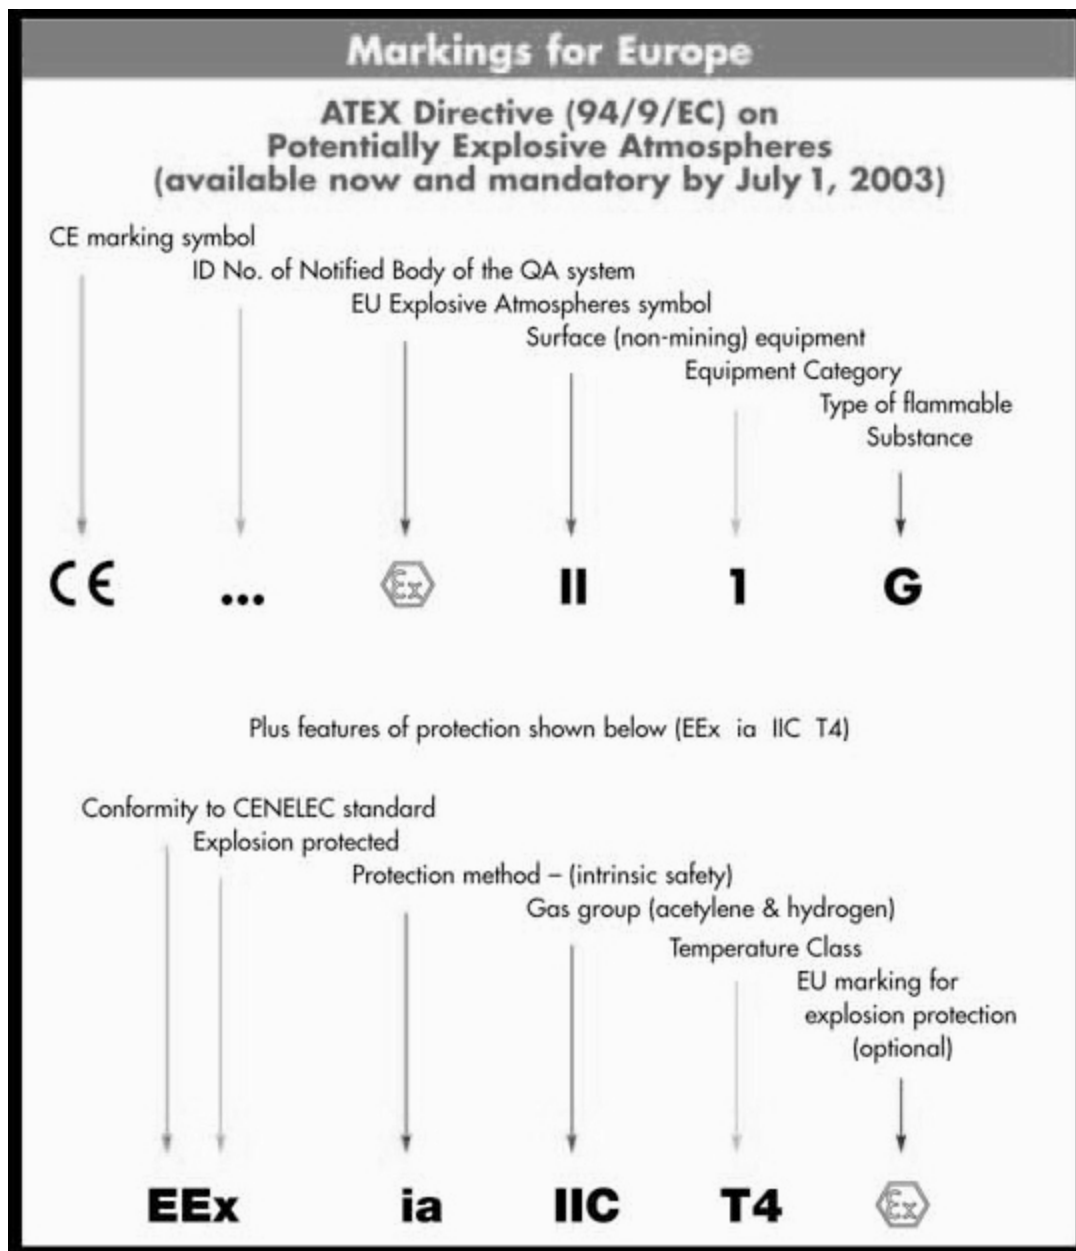 Markings for Europe
ATEX Directive (94/9/EC) on
Potentially Explosive Atmospheres
(available now and mandatory by July 1, 2003)
CE marking symbol
ID No. of Notified Body of the QA system
EU Explosive Atmospheres symbol
Surface (non-mining) equipment
Equipment Category
Type of flammable
Substance
CE ... Ex II 1 G
Plus features of protection shown below (EEx ia IIC T4)
Conformity to CENELEC standard
Explosion protected
Protection method – (intrinsic safety)
Gas group (acetylene & hydrogen)
Temperature Class
EU marking for
explosion protection
(optional)
EEx ia IIC T4 Ex